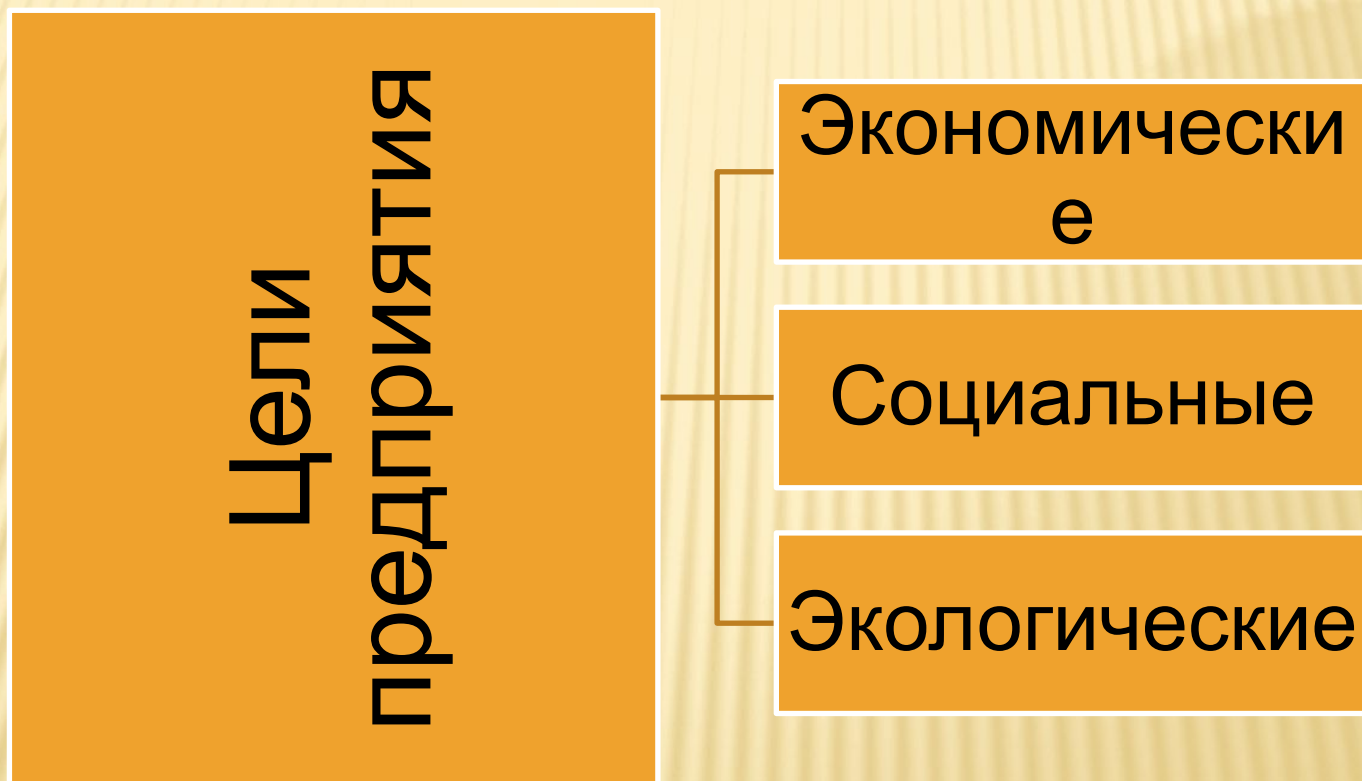 Цели
предприятия
Экономически
е
Социальные
Экологические